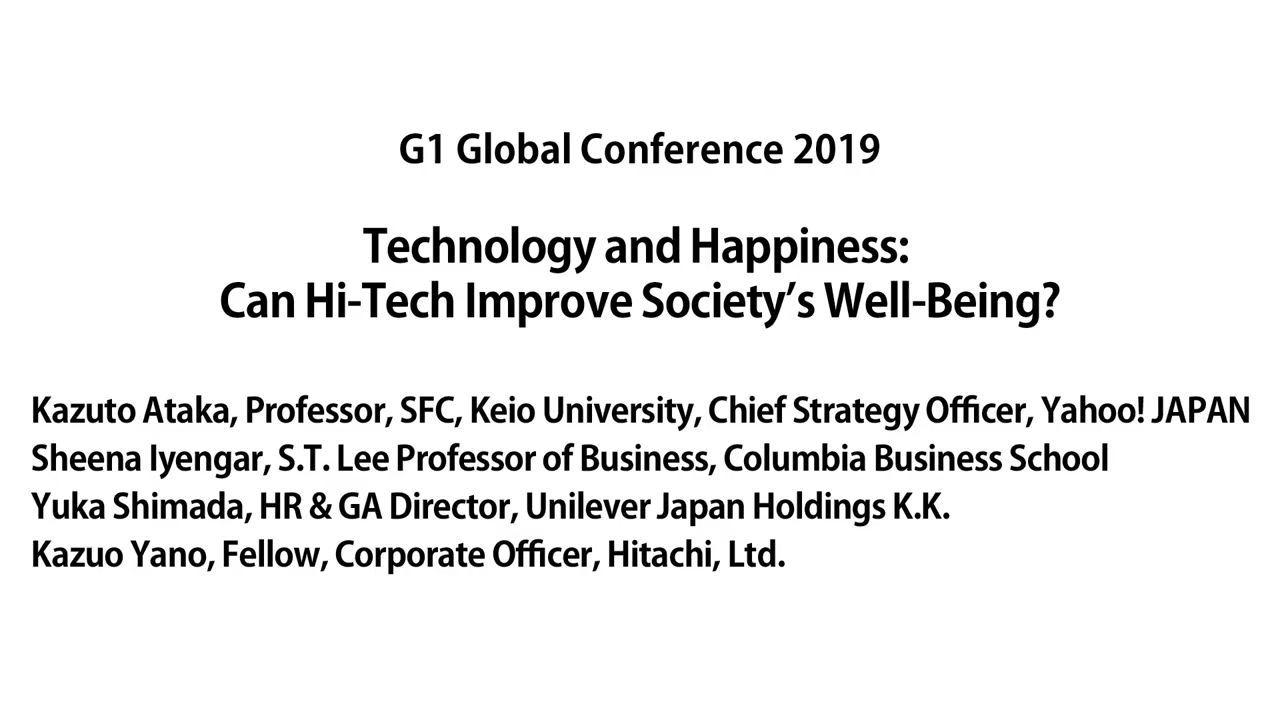 G1 Global Conference 2019
Technology and Happiness:
Can Hi-Tech Improve Society’s Well-Being?
Kazuto Ataka, Professor, SFC, Keio University, Chief Strategy Officer, Yahoo! JAPAN
Sheena Iyengar, S.T. Lee Professor of Business, Columbia Business School
Yuka Shimada, HR & GA Director, Unilever Japan Holdings K.K.
Kazuo Yano, Fellow, Corporate Officer, Hitachi, Ltd.